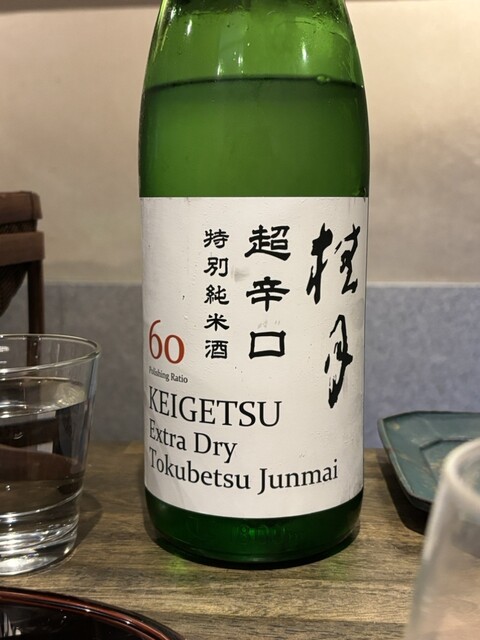 桂月
超辛口
特別純米酒
60
Polishing Ratio
KEIGETSU
Extra Dry
Tokubetsu Junmai